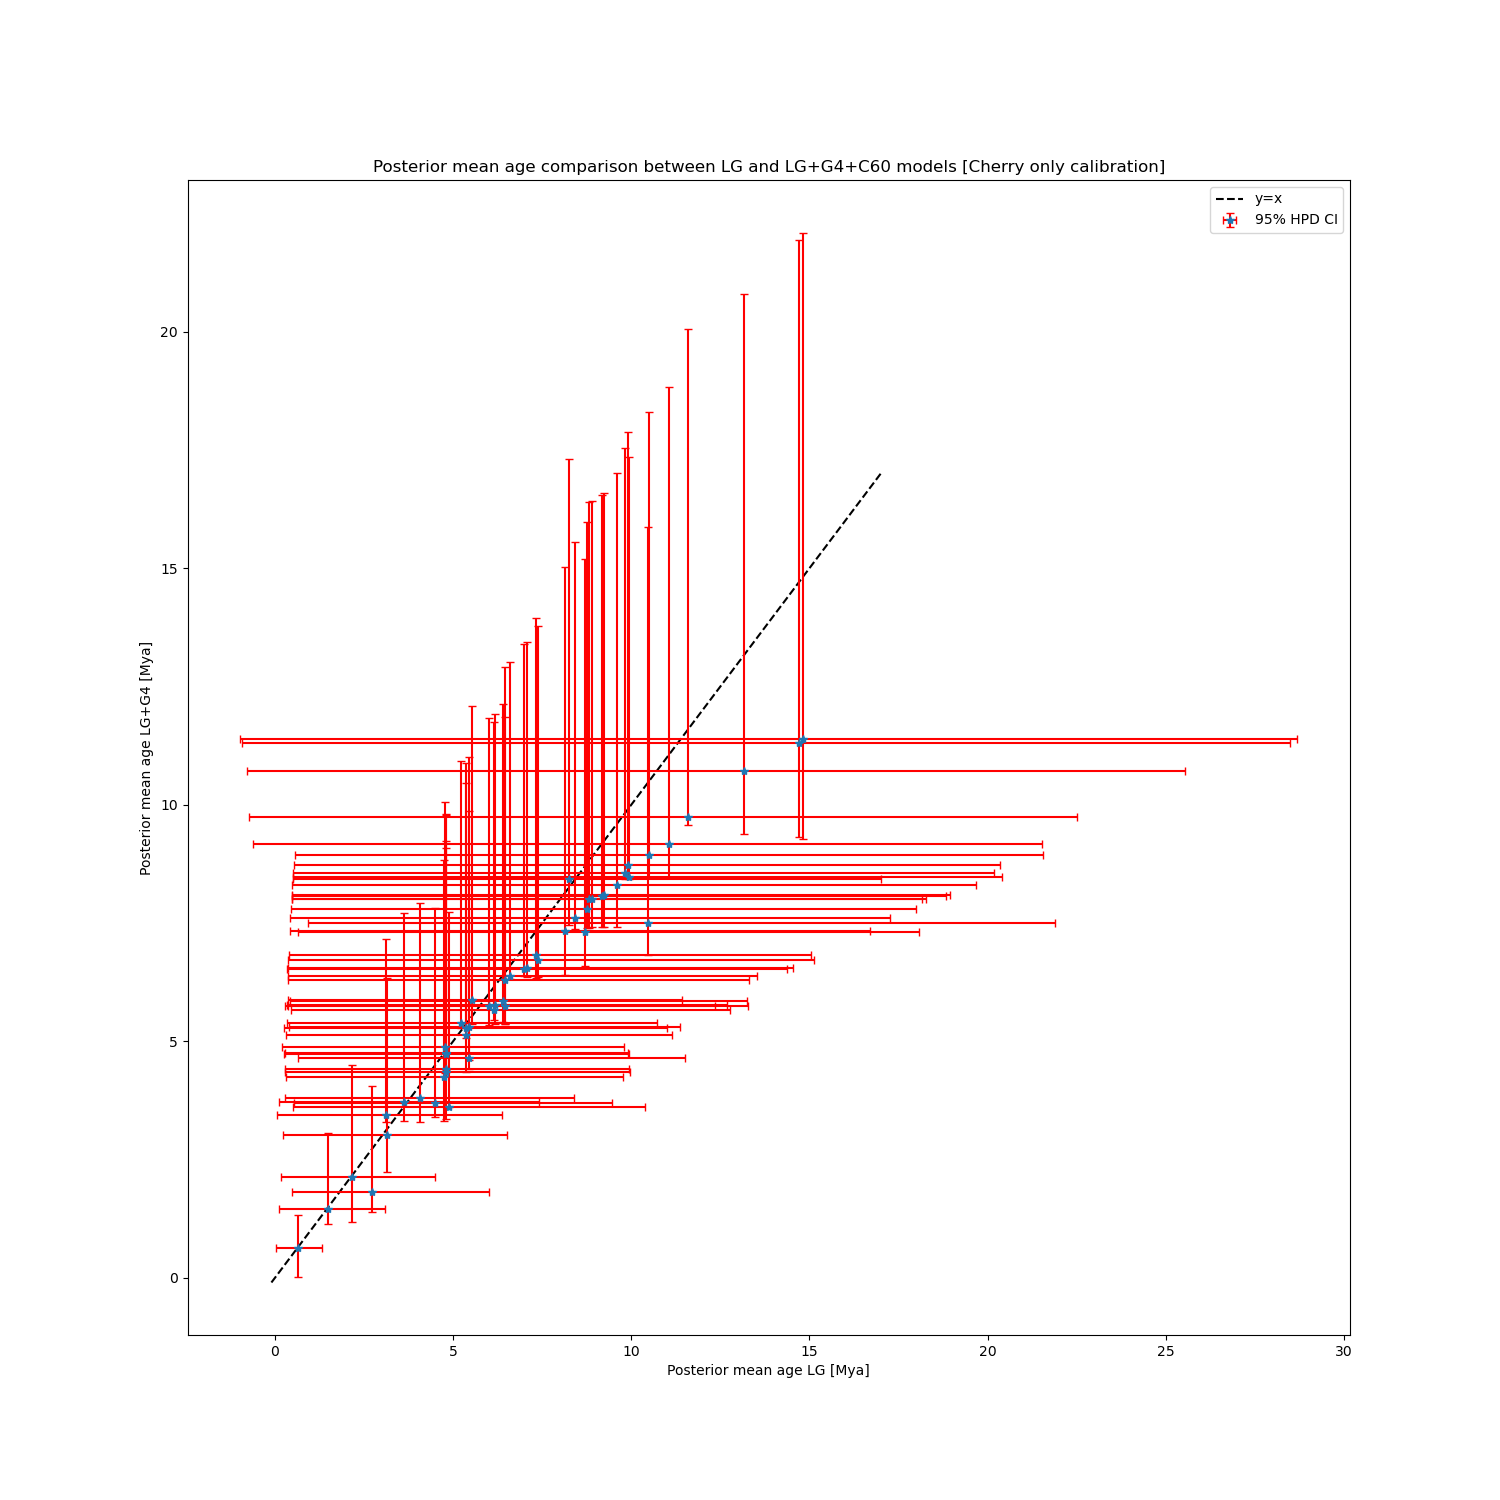 Posterior mean age comparison between LG and LG+G4+C60 models [Cherry only calibration]
y=x
95% HPD CI
20
15
10
5
0
Posterior mean age LG+G4 [Mya]
0 5 10 15 20 25 30
Posterior mean age LG [Mya]